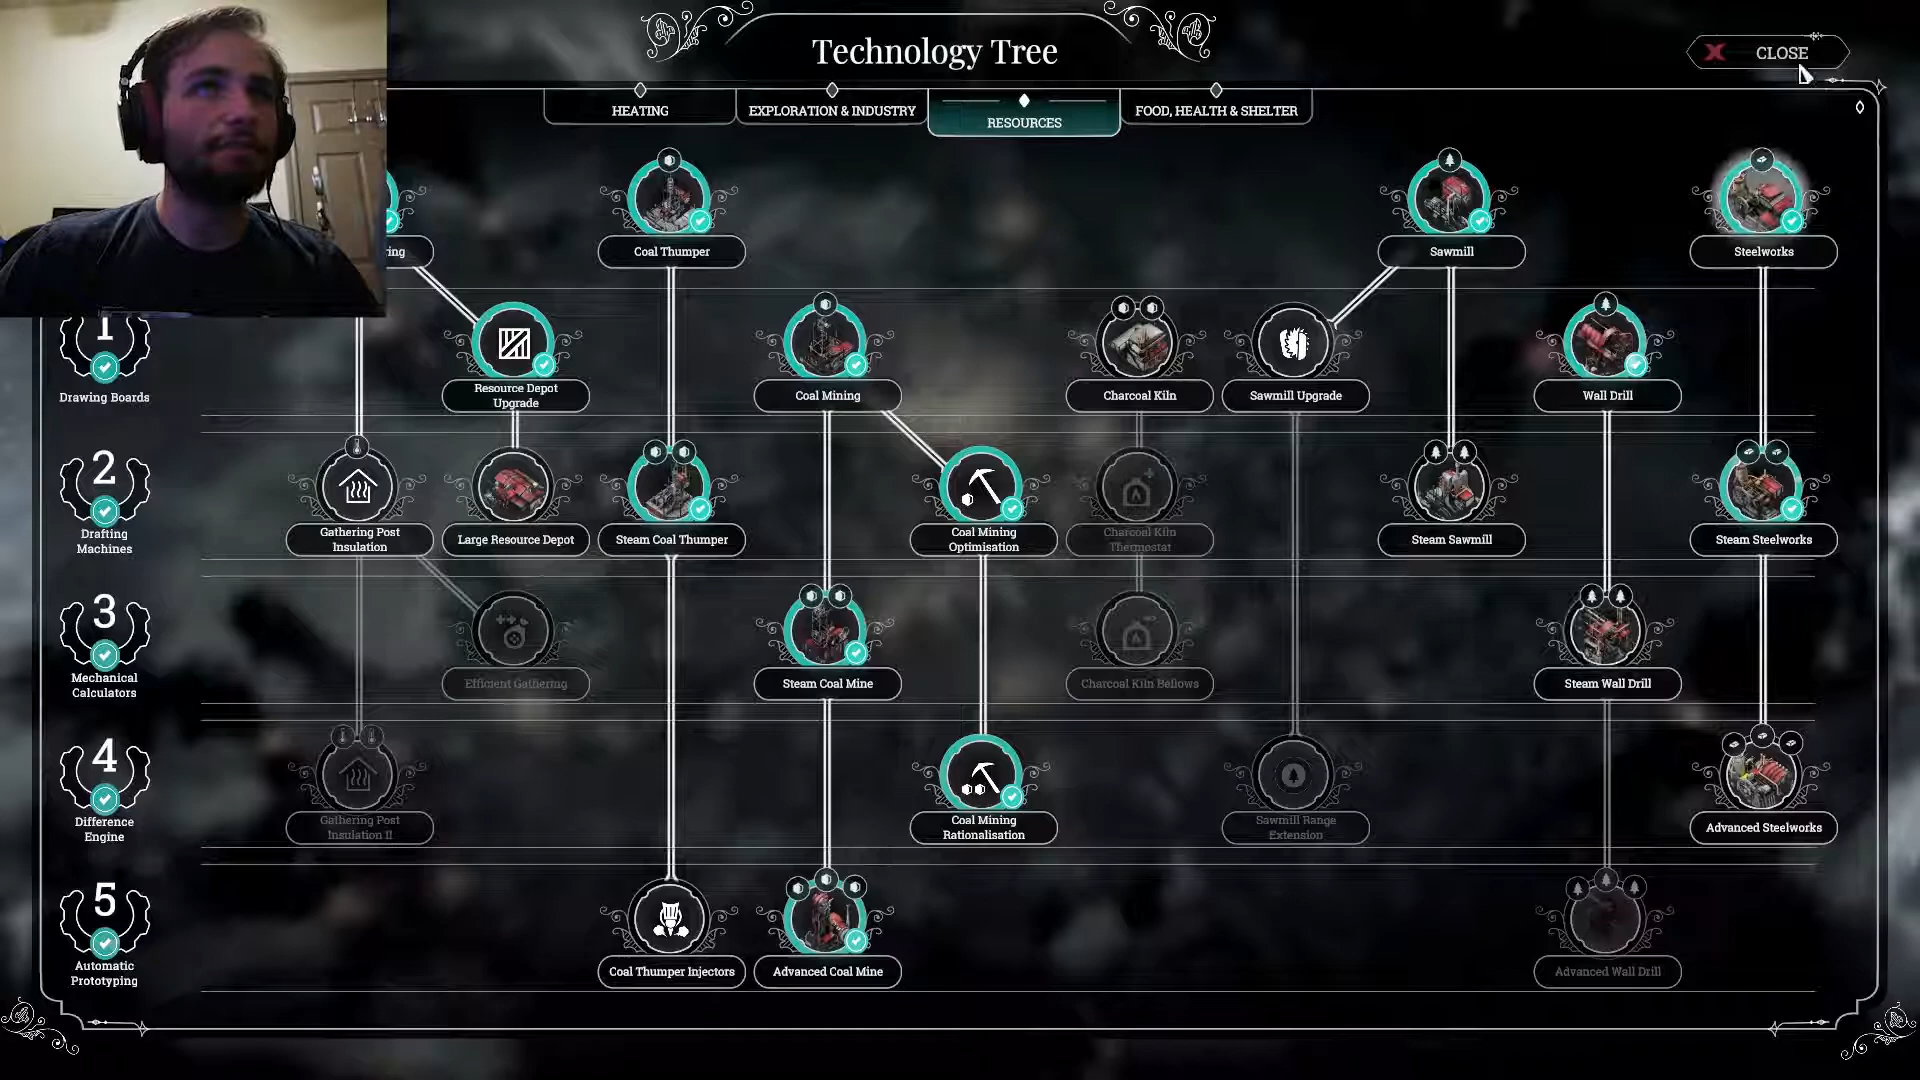 Technology Tree
CLOSE
HEATING
EXPLORATION & INDUSTRY
RESOURCES
FOOD, HEALTH & SHELTER
ring
Coal Thumper
Sawmill
Steelworks
1
Drawing Boards
Resource Depot
Upgrade
Coal Mining
Charcoal Kiln
Sawmill Upgrade
Wall Drill
2
Drafting
Machines
Gathering Post
Insulation
Large Resource Depot
Steam Coal Thumper
Coal Mining
Optimisation
Charcoal Kiln
Thermostat
Steam Sawmill
Steam Steelworks
3
Mechanical
Calculators
Efficient Gathering
Steam Coal Mine
Charcoal Kiln Bellows
Steam Wall Drill
4
Difference
Engine
Gathering Post
Insulation II
Coal Mining
Rationalisation
Sawmill Range
Extension
Advanced Steelworks
5
Automatic
Prototyping
Coal Thumper Injectors
Advanced Coal Mine
Advanced Wall Drill